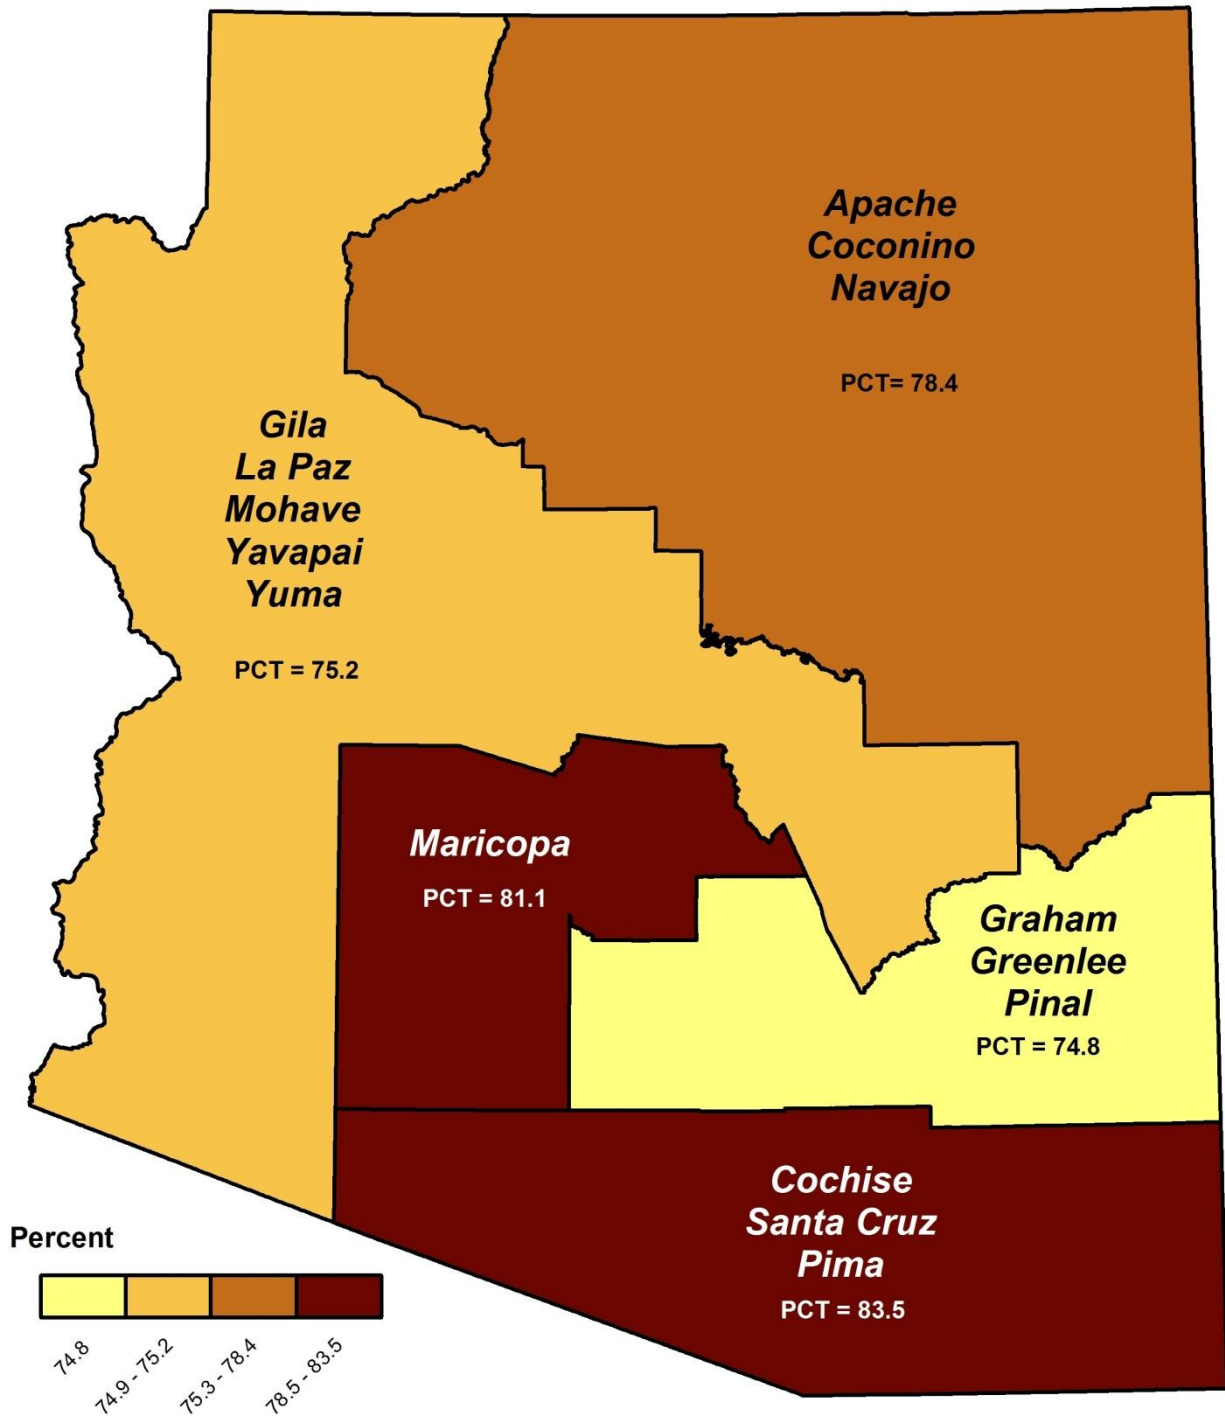 Apache
Coconino
Navajo
PCT= 78.4
Gila
La Paz
Mohave
Yavapai
Yuma
PCT = 75.2
Maricopa
PCT = 81.1
Graham
Greenlee
Pinal
PCT = 74.8
Cochise
Santa Cruz
Pima
PCT = 83.5
Percent
74.8
74.9 - 75.2
75.3 - 78.4
78.5 - 83.5